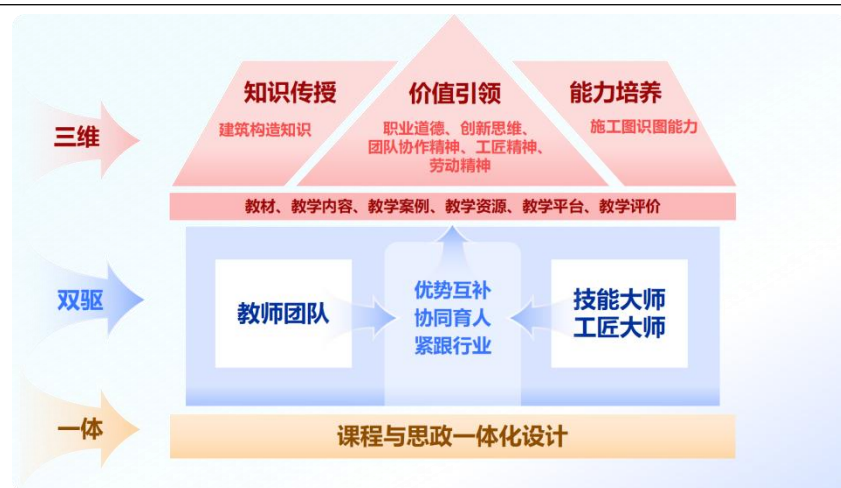 三维
知识传授
建筑构造知识
价值引领
职业道德、创新思维、
团队协作精神、工匠精神、
劳动精神
能力培养
施工图识图能力
教材、教学内容、教学案例、教学资源、教学平台、教学评价
双驱
教师团队
优势互补
协同育人
紧跟行业
技能大师
工匠大师
一体
课程与思政一体化设计